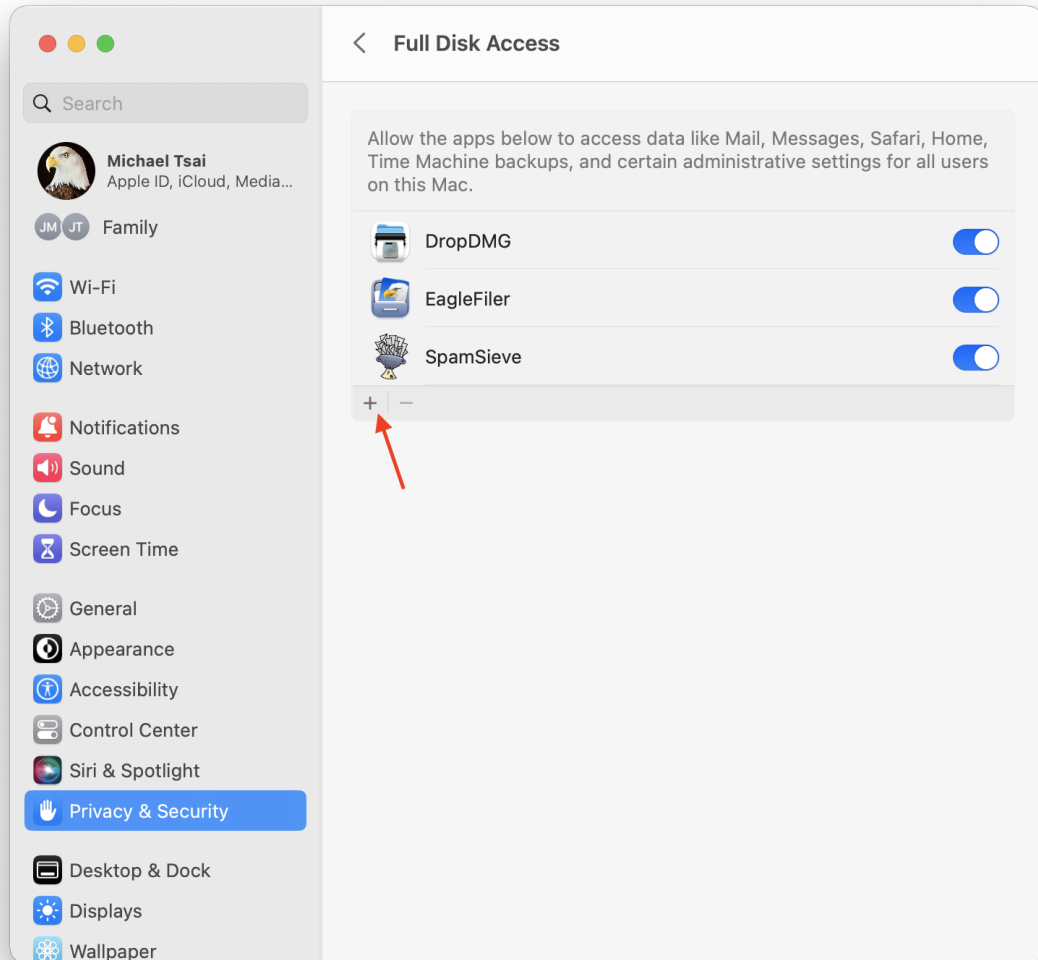 Full Disk Access
Search
Michael Tsai
Apple ID, iCloud, Media...
JM JT Family
Wi-Fi
Bluetooth
Network
Notifications
Sound
Focus
Screen Time
General
Appearance
Accessibility
Control Center
Siri & Spotlight
Privacy & Security
Desktop & Dock
Displays
Wallpaper
Allow the apps below to access data like Mail, Messages, Safari, Home,
Time Machine backups, and certain administrative settings for all users
on this Mac.
DropDMG
EagleFiler
SpamSieve